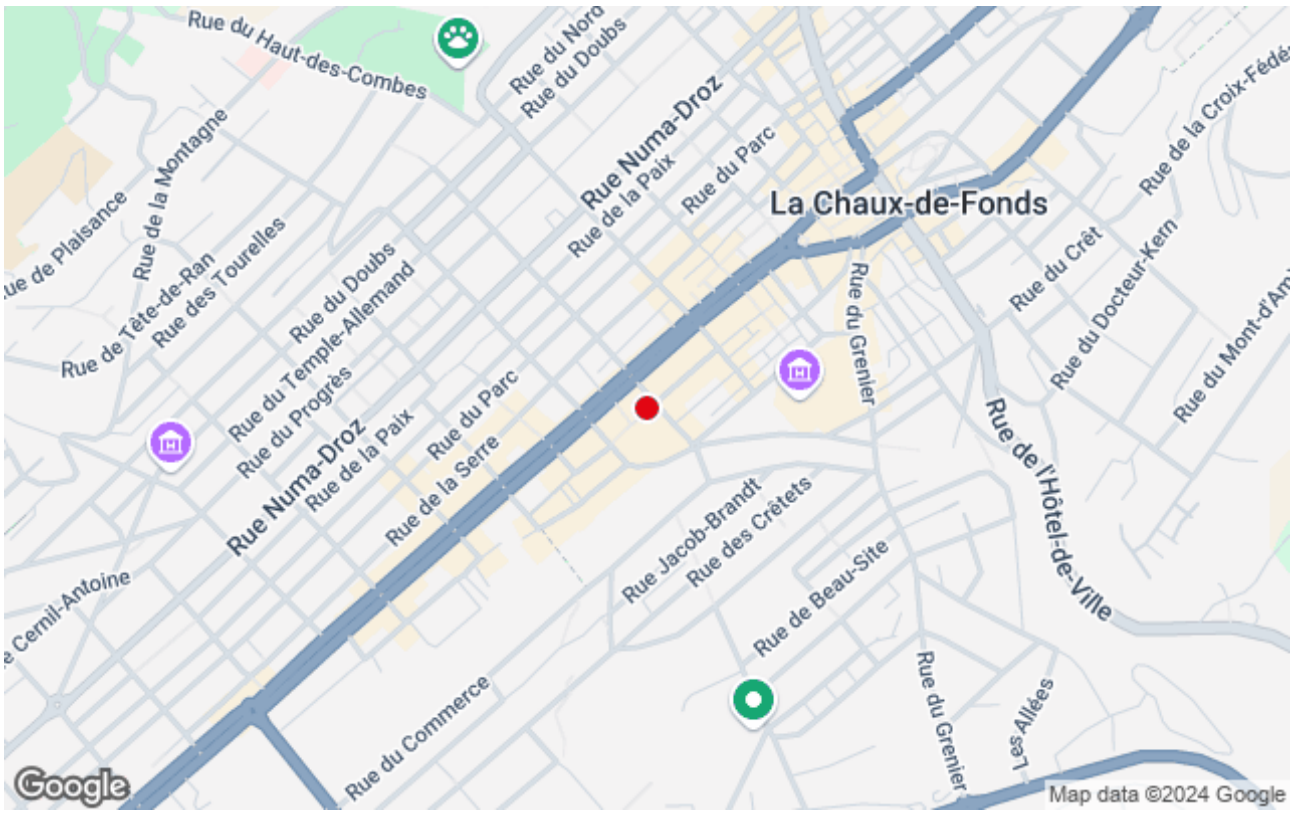 Rue du Haut-des-Combes
Rue du Nord
Rue du Doubs
Rue Numa-Droz
Rue de la Paix
Rue du Parc
La Chaux-de-Fonds
Rue de la Croix-Fédér
Rue de la Montagne
ue de Plaisance
Rue de Tête-de-Ran
Rue des Tourelles
Rue du Doubs
Rue du Temple-Allemand
Rue du Progrès
Rue Numa-Droz
Rue de la Paix
Rue du Parc
Rue de la Serre
Rue du Grenier
Rue du Crêt
Rue du Docteur-Kern
Rue du Mont-d'Am
Rue de l'Hôtel-de-Ville
Rue Jacob-Brandt
Rue des Crêtets
Rue de Beau-Site
e Cernil-Antoine
Rue du Commerce
Rue du Grenier
Les Allées
Google
Map data ©2024 Google